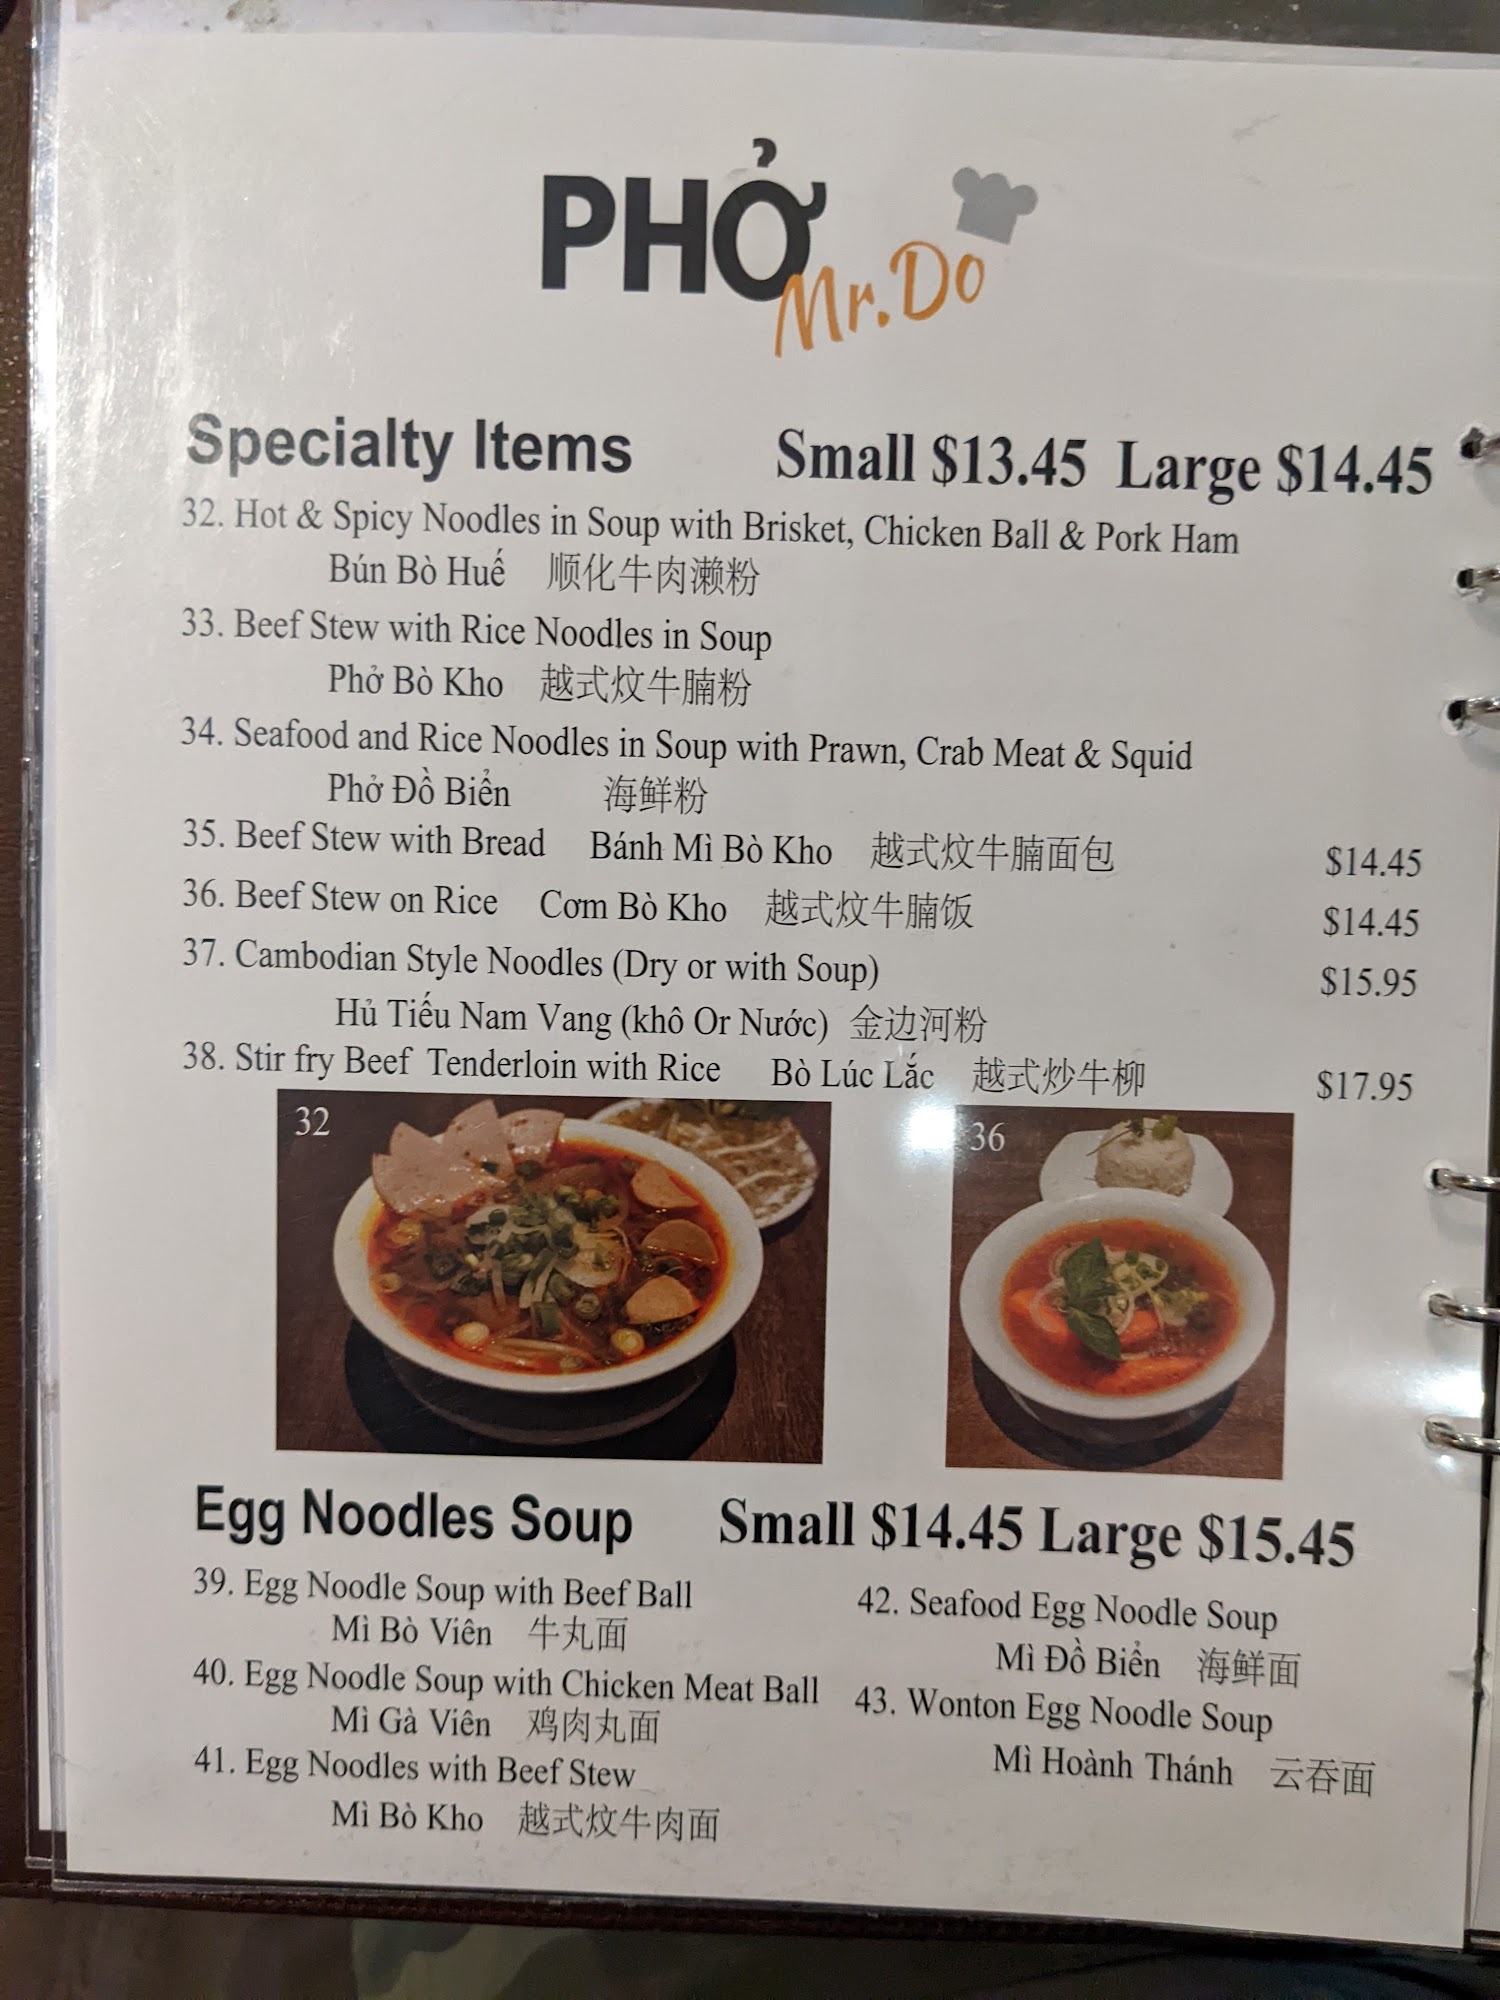 PHỞ
Mr.Do
Specialty Items Small $13.45 Large $14.45
32. Hot & Spicy Noodles in Soup with Brisket, Chicken Ball & Pork Ham
Bún Bò Huế 顺化牛肉濑粉
33. Beef Stew with Rice Noodles in Soup
Phở Bò Kho 越式炆牛腩粉
34. Seafood and Rice Noodles in Soup with Prawn, Crab Meat & Squid
Phở Đồ Biển 海鲜粉
35. Beef Stew with Bread Bánh Mì Bò Kho 越式炆牛腩面包 $14.45
36. Beef Stew on Rice Cơm Bò Kho 越式炆牛腩饭 $14.45
37. Cambodian Style Noodles (Dry or with Soup) $15.95
Hủ Tiếu Nam Vang (khô Or Nước) 金边河粉
38. Stir fry Beef Tenderloin with Rice Bò Lúc Lắc 越式炒牛柳 $17.95
32
36
Egg Noodles Soup Small $14.45 Large $15.45
39. Egg Noodle Soup with Beef Ball
Mì Bò Viên 牛丸面
40. Egg Noodle Soup with Chicken Meat Ball
Mì Gà Viên 鸡肉丸面
41. Egg Noodles with Beef Stew
Mì Bò Kho 越式炆牛肉面
42. Seafood Egg Noodle Soup
Mì Đồ Biển 海鲜面
43. Wonton Egg Noodle Soup
Mì Hoành Thánh 云吞面